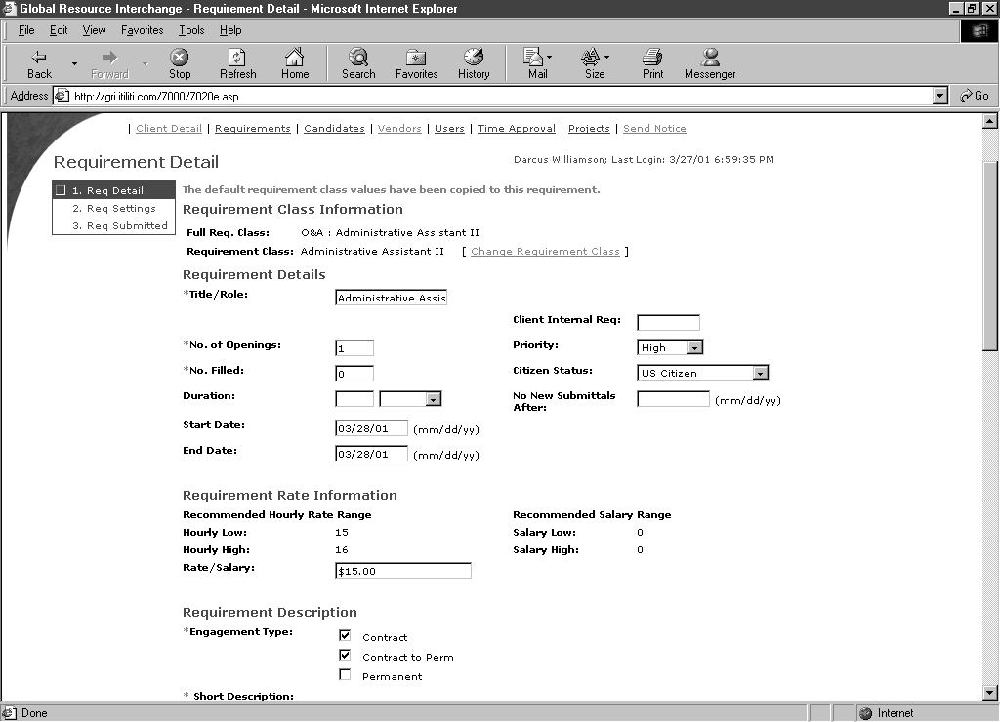 Global Resource Interchange - Requirement Detail - Microsoft Internet Explorer
File Edit View Favorites Tools Help
Back Forward Stop Refresh Home Search Favorites History Mail Size Print Messenger
Address http://gri.itiliti.com/7000/7020e.asp Go
| Client Detail | Requirements | Candidates | Vendors | Users | Time Approval | Projects | Send Notice
Requirement Detail Darcus Williamson; Last Login: 3/27/01 6:59:35 PM
1. Req Detail
2. Req Settings
3. Req Submitted
The default requirement class values have been copied to this requirement.
Requirement Class Information
Full Req. Class: O&A : Administrative Assistant II
Requirement Class: Administrative Assistant II [ Change Requirement Class ]
Requirement Details
*Title/Role: Administrative Assis
Client Internal Req:
*No. of Openings: 1 Priority: High
*No. Filled: 0 Citizen Status: US Citizen
Duration: No New Submittals
After: (mm/dd/yy)
Start Date: 03/28/01 (mm/dd/yy)
End Date: 03/28/01 (mm/dd/yy)
Requirement Rate Information
Recommended Hourly Rate Range Recommended Salary Range
Hourly Low: 15 Salary Low: 0
Hourly High: 16 Salary High: 0
Rate/Salary: $15.00
Requirement Description
*Engagement Type: Contract
Contract to Perm
Permanent
* Short Description:
Done Internet